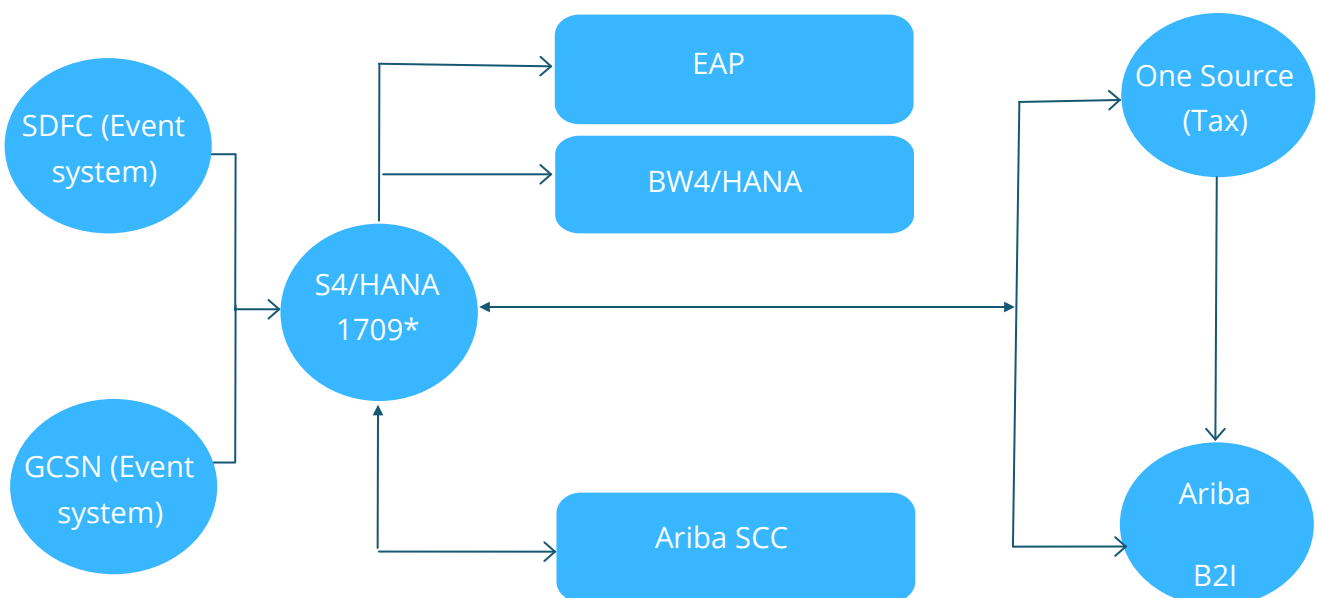 SDFC (Event
system)
GCSN (Event
system)
S4/HANA
1709*
EAP
BW4/HANA
Ariba SCC
One Source
(Tax)
Ariba
B2I